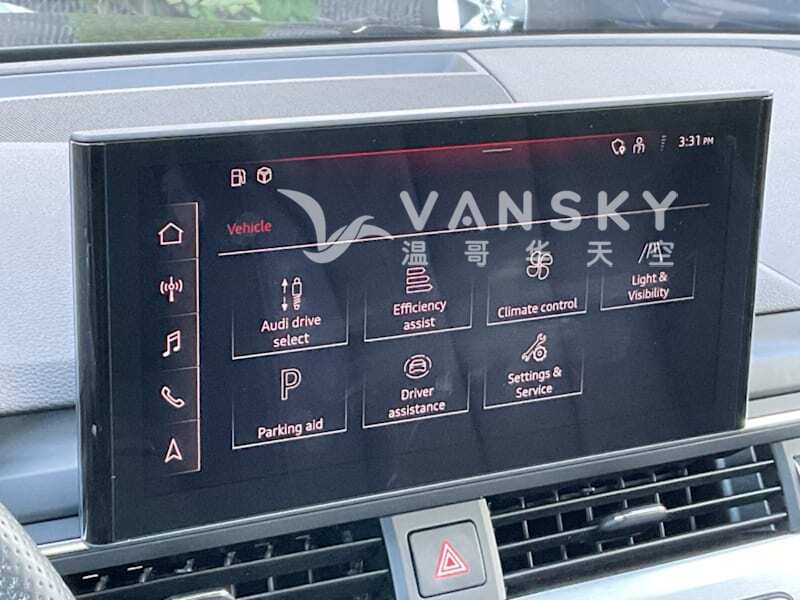 3:31 PM
Vehicle
VANSKY
温哥华天空
Audi drive
select
Efficiency
assist
Climate control
Light &
Visibility
P
Parking aid
Driver
assistance
Settings &
Service